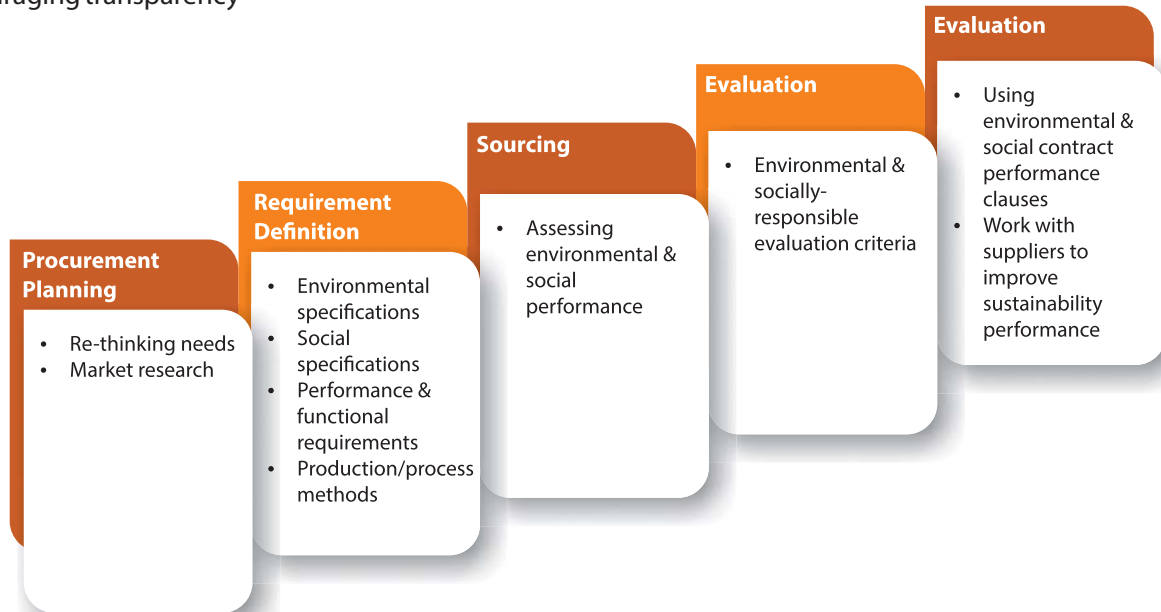 transparency
Procurement
Planning
• Re-thinking needs
• Market research
Requirement
Definition
• Environmental
specifications
• Social
specifications
• Performance &
functional
requirements
• Production/process
methods
Sourcing
• Assessing
environmental &
social
performance
Evaluation
• Environmental &
socially-
responsible
evaluation criteria
Evaluation
• Using
environmental &
social contract
performance
clauses
• Work with
suppliers to
improve
sustainability
performance